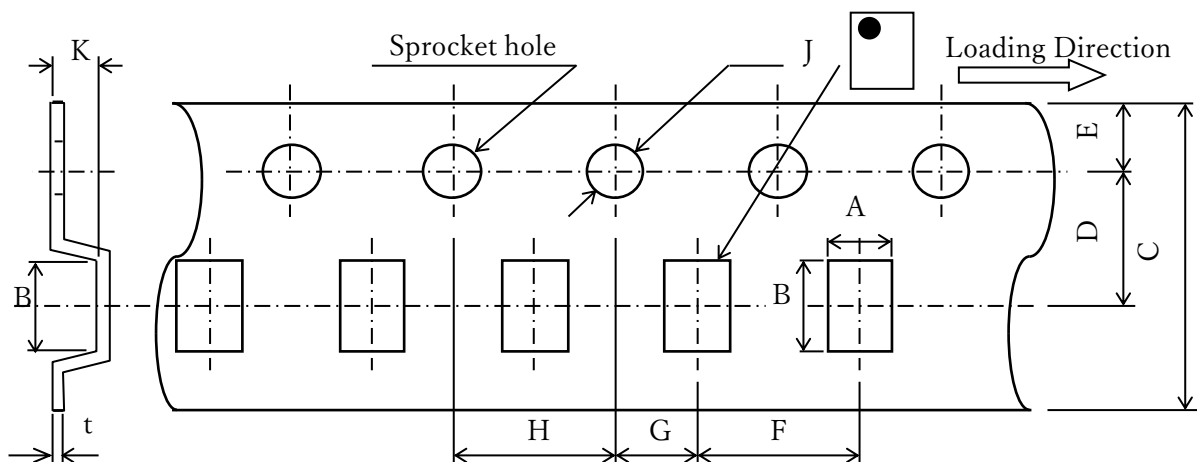 K
Sprocket hole
J
Loading Direction
E
A
D
C
B
B
t
H
G
F